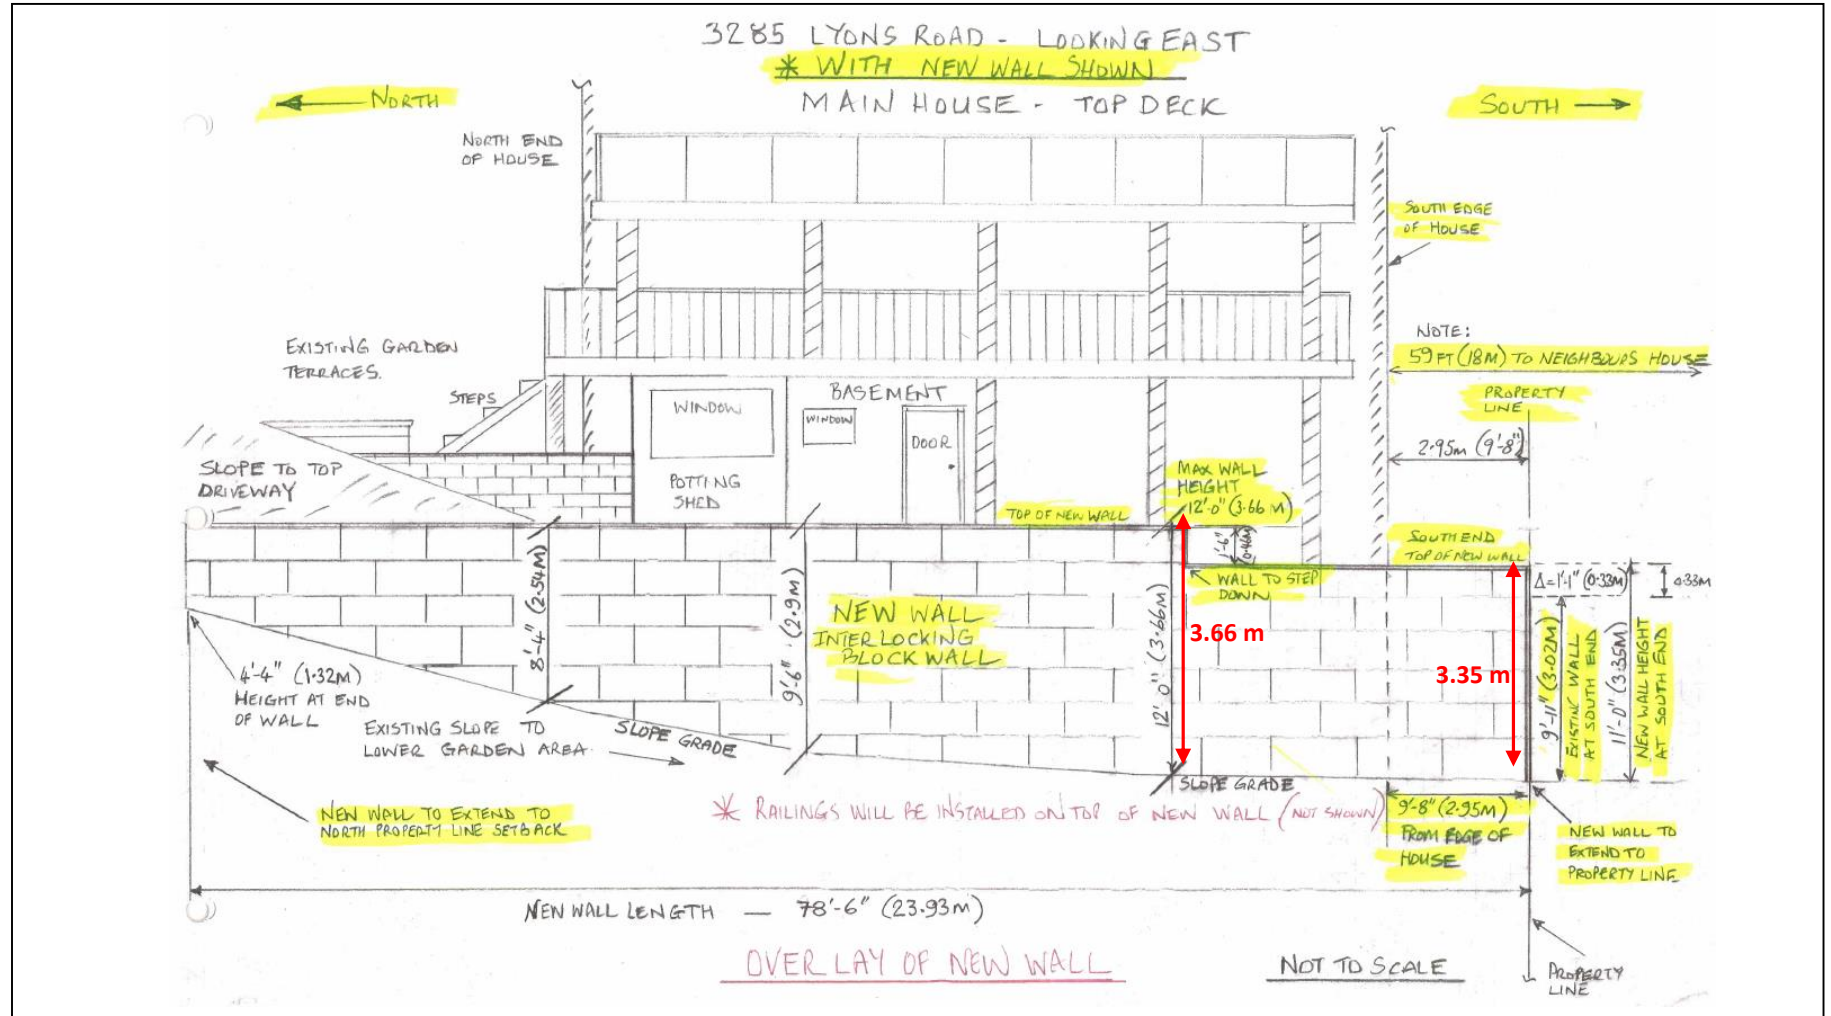 3285 LYONS ROAD - LOOKING EAST
* WITH NEW WALL SHOWN
MAIN HOUSE - TOP DECK
NORTH
SOUTH
NORTH END
OF HOUSE
SOUTH EDGE
OF HOUSE
NOTE:
59 FT (18M) TO NEIGHBOURS HOUSE
PROPERTY
LINE
2.95m (9'-8")
EXISTING GARDEN
TERRACES.
STEPS
SLOPE TO TOP
DRIVEWAY
WINDOW
POTTING
SHED
BASEMENT
WINDOW
DOOR
MAX WALL
HEIGHT
12'-0" (3.66 M)
TOP OF NEW WALL
1'-6"
(0.46M)
SOUTH END
TOP OF NEW WALL
WALL TO STEP
DOWN
Δ=1'-1" (0.33M)
0.33M
8'-4" (2.54M)
9'-6" (2.9M)
NEW WALL
INTERLOCKING
BLOCK WALL
12'-0" (3.66M)
3.66 m
3.35 m
9'-11" (3.02M)
EXISTING WALL
AT SOUTH END
11'-0" (3.35M)
NEW WALL HEIGHT
AT SOUTH END
4'-4" (1.32M)
HEIGHT AT END
OF WALL
EXISTING SLOPE TO
LOWER GARDEN AREA.
SLOPE GRADE
SLOPE GRADE
NEW WALL TO EXTEND TO
NORTH PROPERTY LINE SETBACK
* RAILINGS WILL BE INSTALLED ON TOP OF NEW WALL (NOT SHOWN)
9'-8" (2.95M)
FROM EDGE OF
HOUSE
NEW WALL TO
EXTEND TO
PROPERTY LINE
NEW WALL LENGTH — 78'-6" (23.93M)
OVERLAY OF NEW WALL
NOT TO SCALE
PROPERTY
LINE